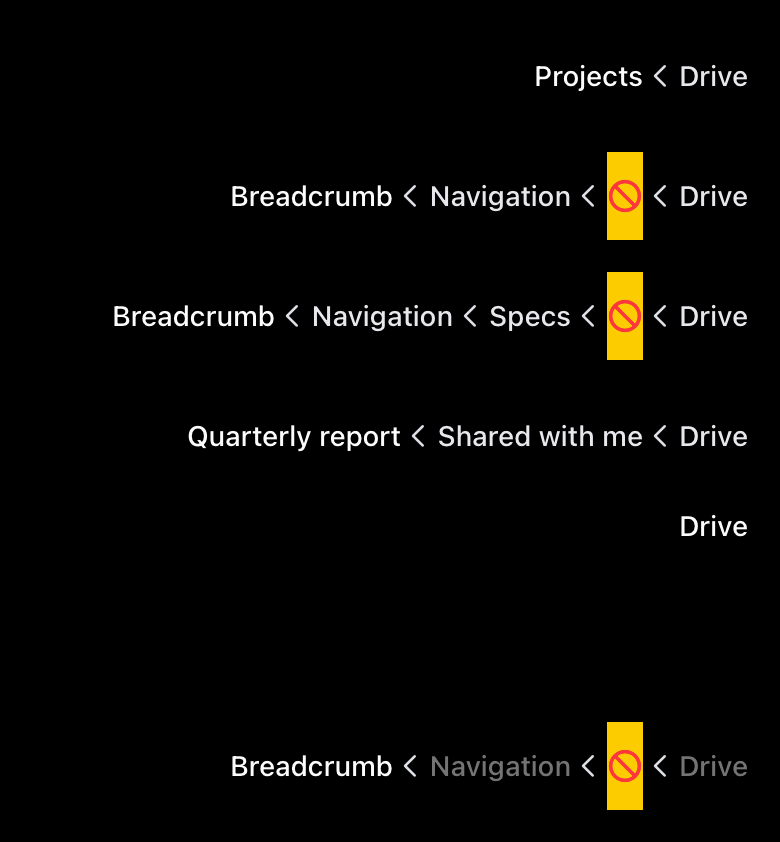 Projects < Drive
Breadcrumb < Navigation < 🚫 < Drive
Breadcrumb < Navigation < Specs < 🚫 < Drive
Quarterly report < Shared with me < Drive
Drive
Breadcrumb < Navigation < 🚫 < Drive